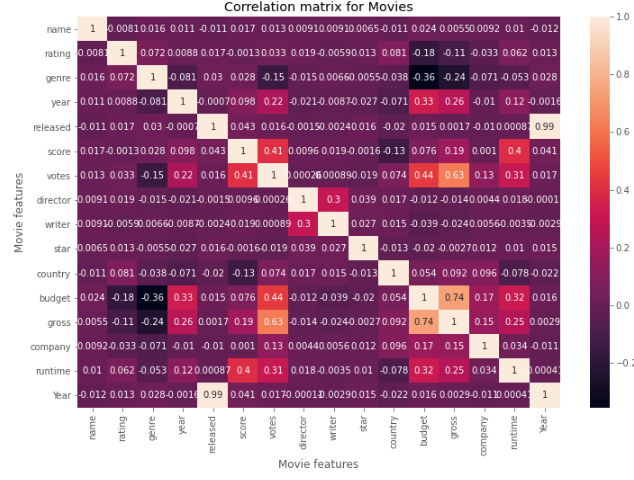 Correlation matrix for Movies
name 1 -0.0081 0.016 0.011 -0.011 0.017 0.013 0.0091 0.0091 0.0065 -0.011 0.024 0.0055 0.0092 0.01 -0.012
rating -0.0081 1 0.072 0.0088 0.017 -0.0013 0.033 0.019 -0.0059 0.013 0.081 -0.18 -0.11 -0.033 0.062 0.013
genre 0.016 0.072 1 -0.081 0.03 0.028 -0.15 -0.015 0.0066 -0.0055 -0.038 -0.36 -0.24 -0.071 -0.053 0.028
year 0.011 0.0088 -0.081 1 -0.0007 0.098 0.22 -0.021 -0.0087 -0.027 -0.071 0.33 0.26 -0.01 0.12 -0.0016
released -0.011 0.017 0.03 -0.0007 1 0.043 0.016 -0.0015 -0.0024 0.016 -0.02 0.015 0.0017 -0.01 0.00087 0.99
score 0.017 -0.0013 0.028 0.098 0.043 1 0.41 0.0096 0.019 -0.0016 -0.13 0.076 0.19 0.001 0.4 0.041
votes 0.013 0.033 -0.15 0.22 0.016 0.41 1 0.00026 0.00089 -0.019 0.074 0.44 0.63 0.13 0.31 0.017
director 0.0091 0.019 -0.015 -0.021 -0.0015 0.0096 0.00026 1 0.3 0.039 0.017 -0.012 -0.014 0.0044 0.018
writer 0.0091 -0.0059 0.0066 -0.0087 -0.0024 0.019 0.00089 0.3 1 0.027 0.015 -0.039 -0.024 0.0056 -0.0035 -0.0029
star 0.0065 0.013 -0.0055 -0.027 0.016 -0.0016 -0.019 0.039 0.027 1 -0.013 -0.02 -0.0027 0.012 0.01 0.015
country -0.011 0.081 -0.038 -0.071 -0.02 -0.13 0.074 0.017 0.015 -0.013 1 0.054 0.092 0.096 -0.078 -0.022
budget 0.024 -0.18 -0.36 0.33 0.015 0.076 0.44 -0.012 -0.039 -0.02 0.054 1 0.74 0.17 0.32 0.016
gross 0.0055 -0.11 -0.24 0.26 0.0017 0.19 0.63 -0.014 -0.024 -0.0027 0.092 0.74 1 0.15 0.25 0.0029
company 0.0092 -0.033 -0.071 -0.01 -0.01 0.001 0.13 0.0044 0.0056 0.012 0.096 0.17 0.15 1 0.034 -0.011
runtime 0.01 0.062 -0.053 0.12 0.00087 0.4 0.31 0.018 -0.0035 0.01 -0.078 0.32 0.25 0.034 1
Year -0.012 0.013 0.028 -0.0016 0.99 0.041 0.017 -0.0029 0.015 -0.022 0.016 0.0029 -0.011 1
name rating genre year released score votes director writer star country budget gross company runtime Year
Movie features
Movie features
1.0
0.8
0.6
0.4
0.2
0.0
-0.2